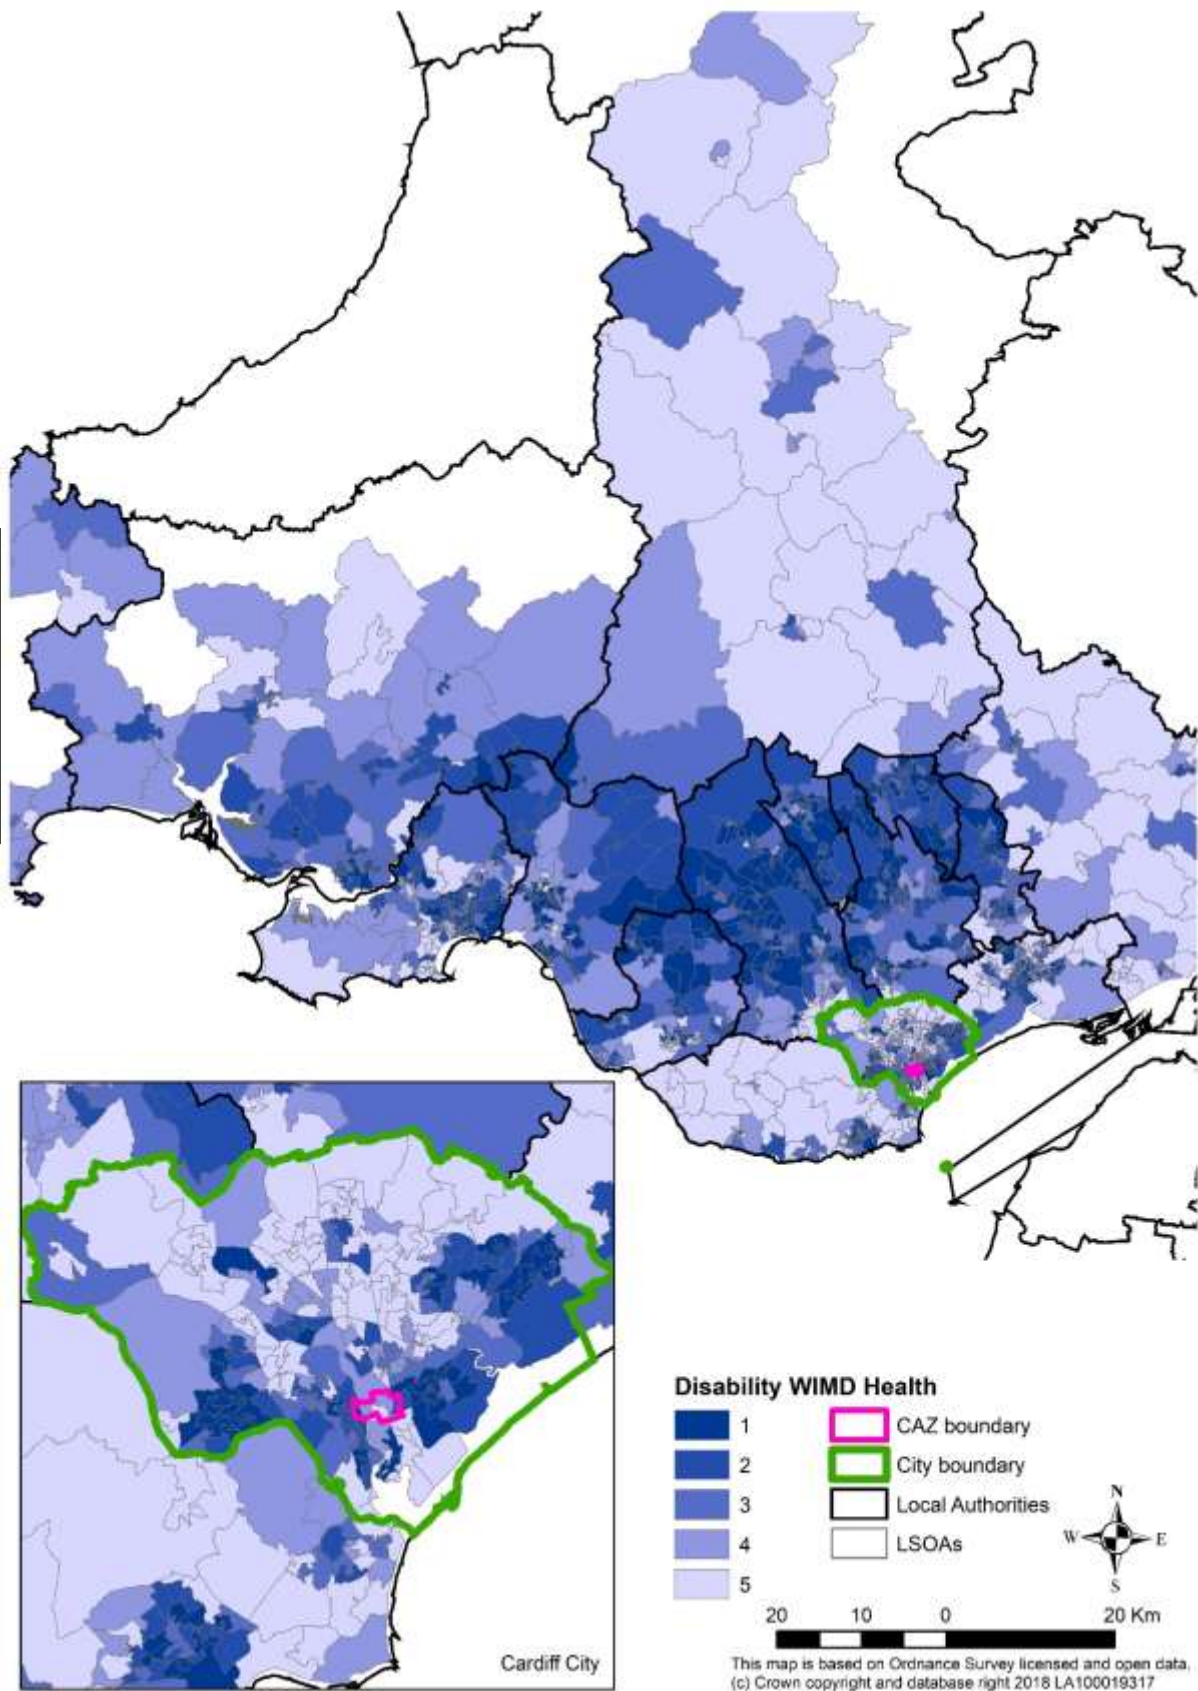 Cardiff City
Disability WIMD Health
1
2
3
4
5
CAZ boundary
City boundary
Local Authorities
LSOAs
N
W
E
S
20 10 0 20 Km
This map is based on Ordnance Survey licensed and open data.
(c) Crown copyright and database right 2018 LA100019317